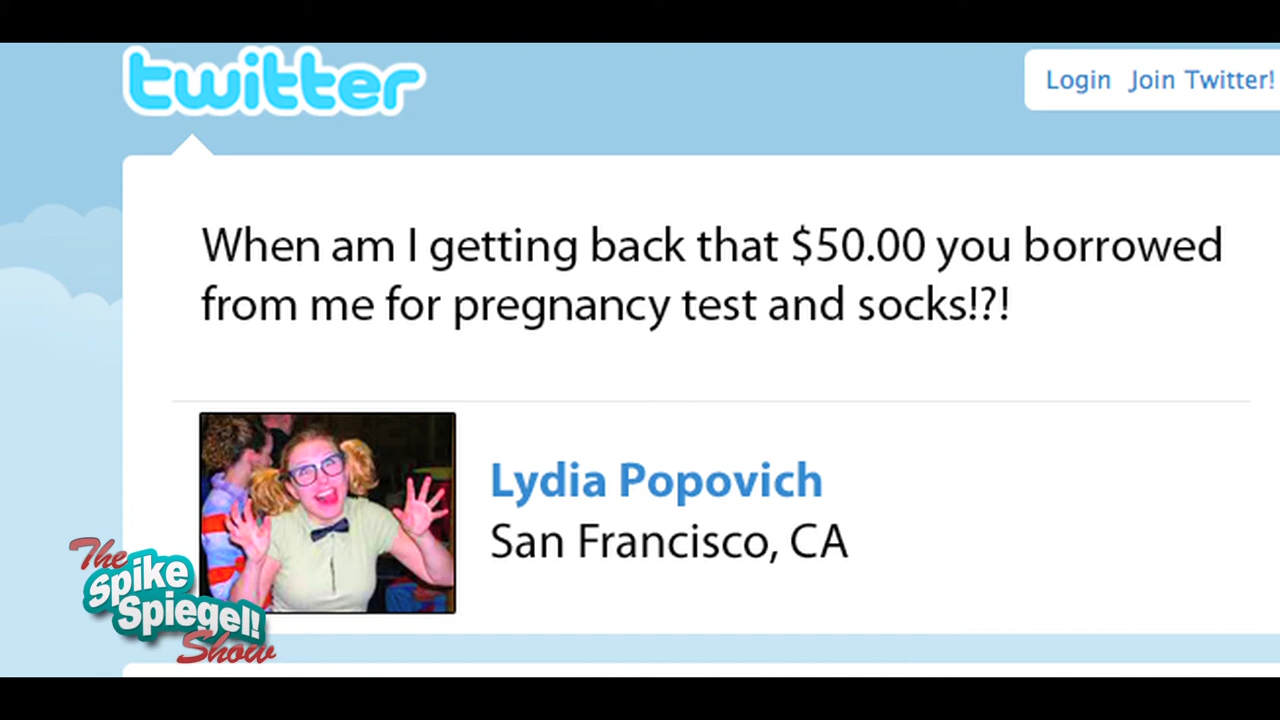 twitter
Login Join Twitter!
When am I getting back that $50.00 you borrowed
from me for pregnancy test and socks!?!
Lydia Popovich
San Francisco, CA
The
Spike
Spiegel!
Show